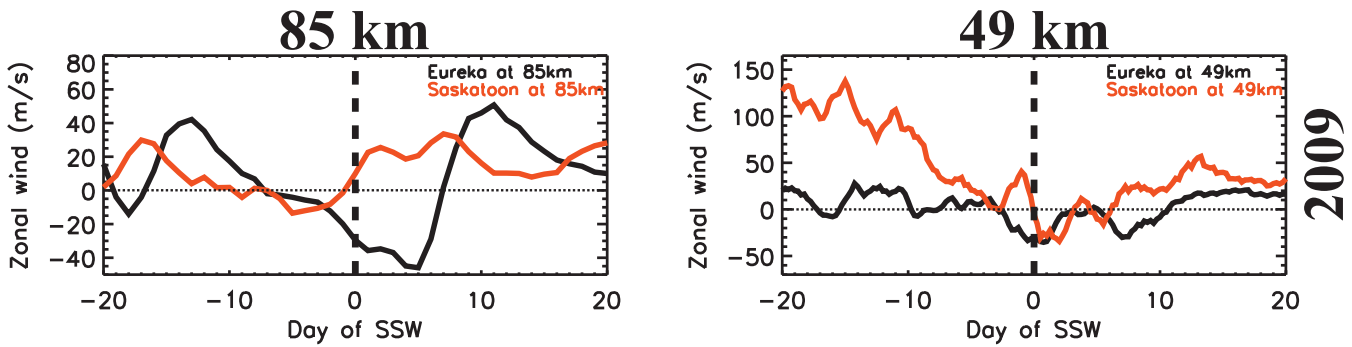 85 km
80
60
40
20
0
−20
−40
Zonal wind (m/s)
Eureka at 85km
Saskatoon at 85km
−20 −10 0 10 20
Day of SSW
49 km
150
100
50
0
−50
Zonal wind (m/s)
Eureka at 49km
Saskatoon at 49km
−20 −10 0 10 20
Day of SSW
2009